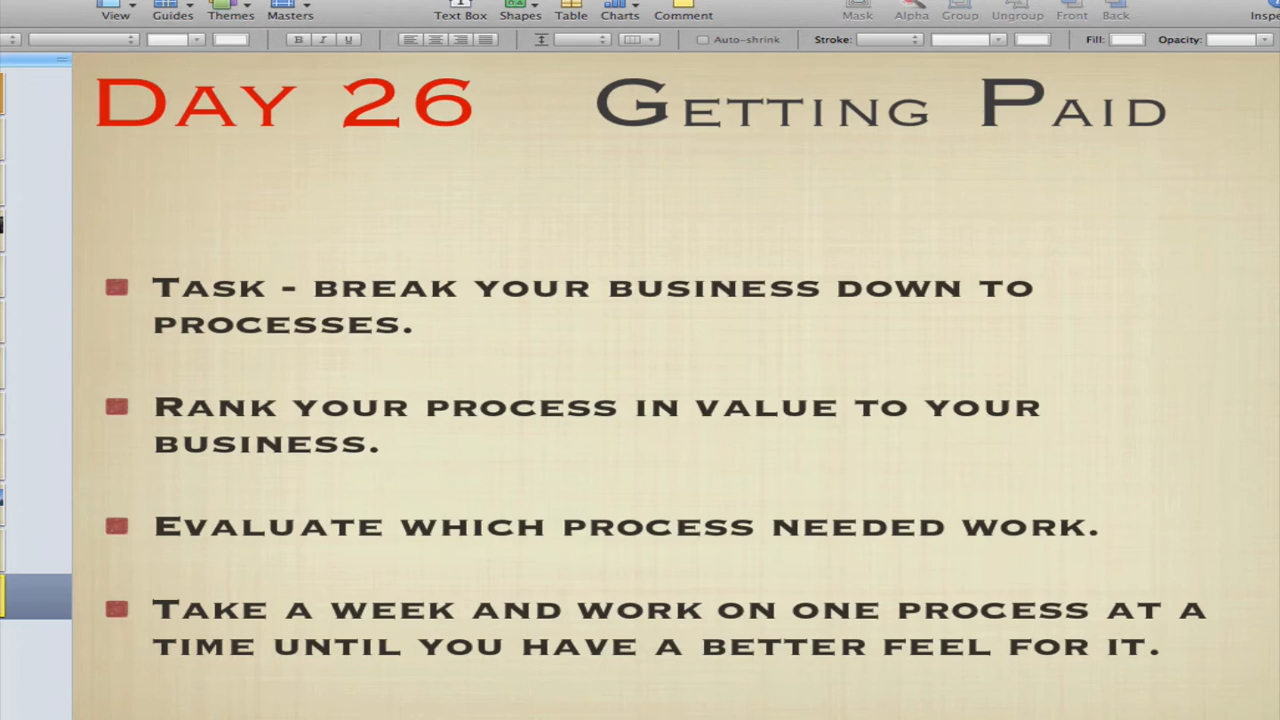 View Guides Themes Masters Text Box Shapes Table Charts Comment Mask Alpha Group Ungroup Front Back Inspe
B I U Auto-shrink Stroke: Fill: Opacity:
Day 26 Getting Paid
Task - break your business down to
processes.
Rank your process in value to your
business.
Evaluate which process needed work.
Take a week and work on one process at a
time until you have a better feel for it.